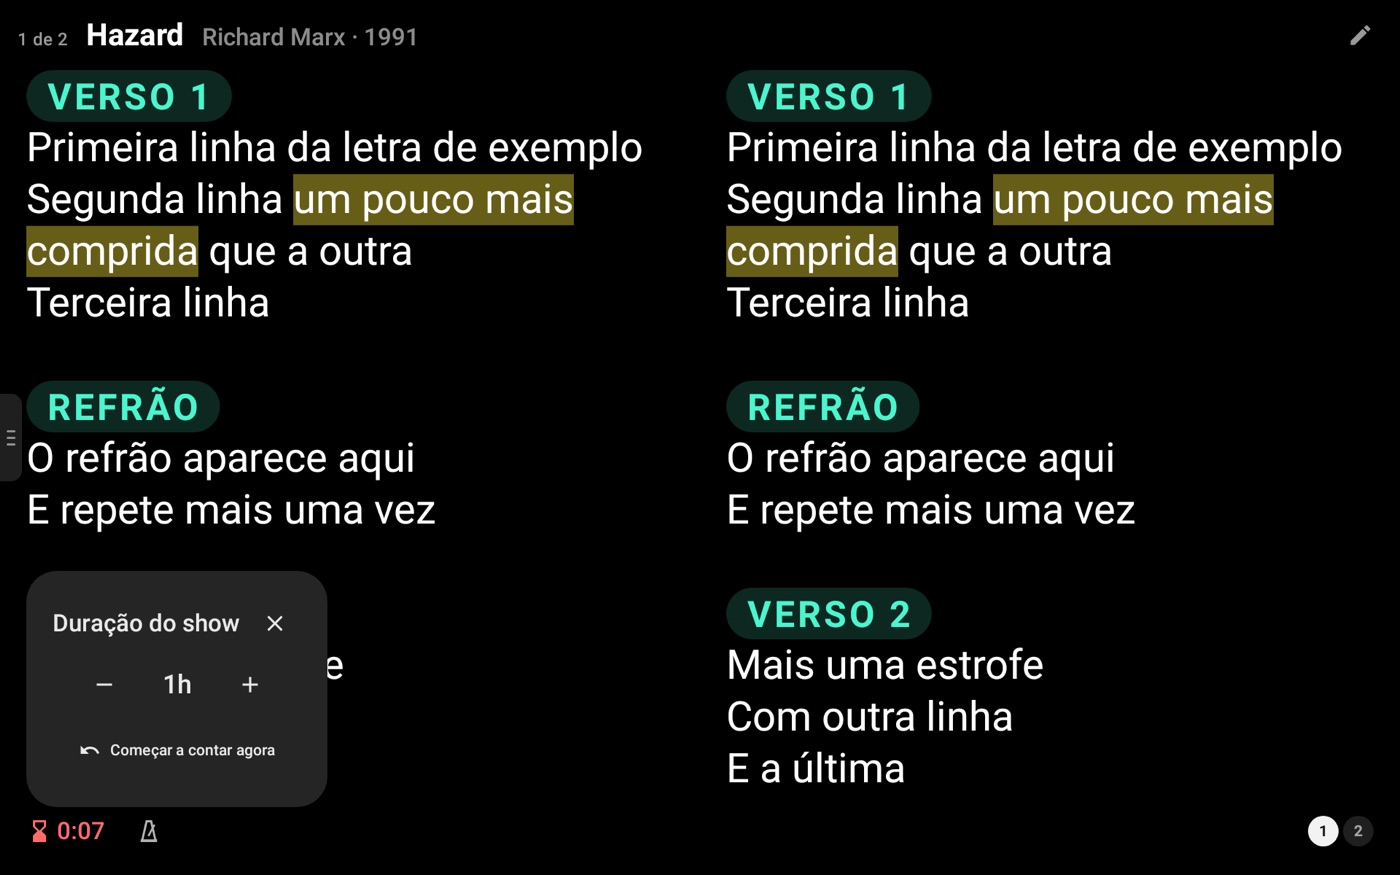 1 de 2 Hazard Richard Marx · 1991
VERSO 1
Primeira linha da letra de exemplo
Segunda linha um pouco mais
comprida que a outra
Terceira linha
REFRÃO
O refrão aparece aqui
E repete mais uma vez
e
Duração do show
− 1h +
Começar a contar agora
0:07
VERSO 1
Primeira linha da letra de exemplo
Segunda linha um pouco mais
comprida que a outra
Terceira linha
REFRÃO
O refrão aparece aqui
E repete mais uma vez
VERSO 2
Mais uma estrofe
Com outra linha
E a última
1 2